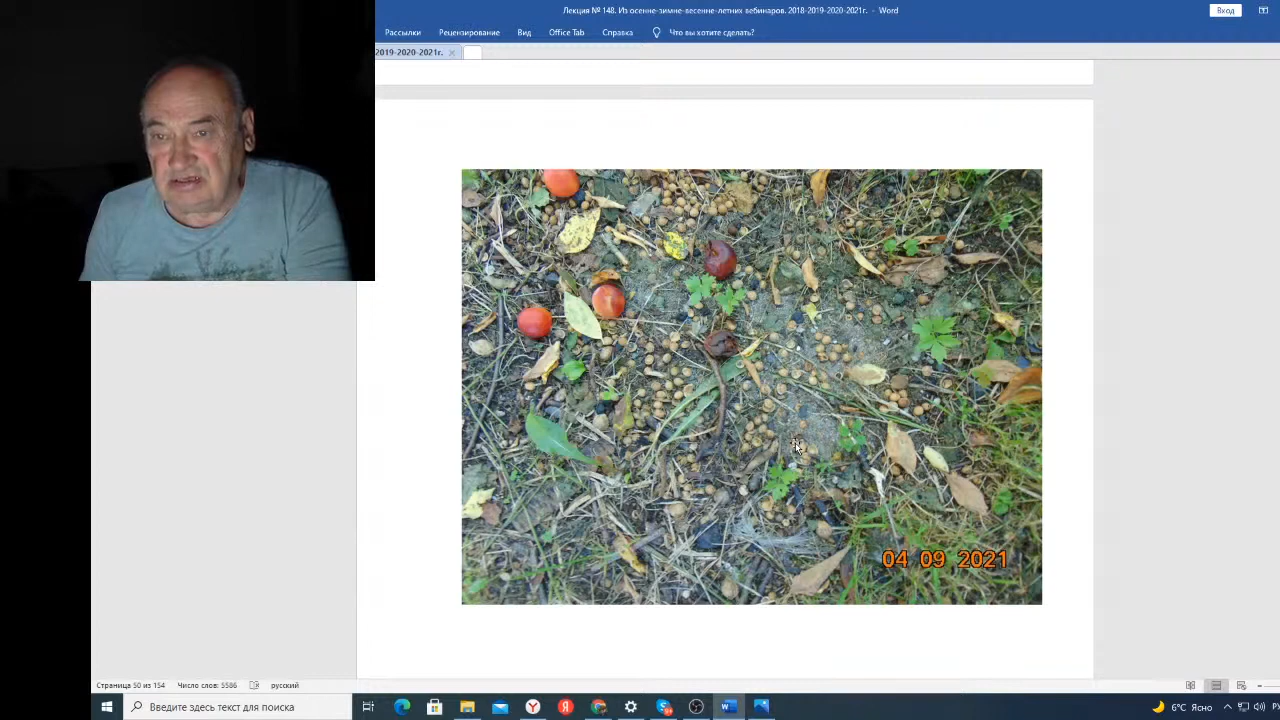 Лекция № 148. Из осенне-зимне-весенне-летних вебинаров. 2018-2019-2020-2021г. - Word
Вход
Рассылки Рецензирование Вид Office Tab Справка Что вы хотите сделать?
2019-2020-2021г.
04 09 2021
Страница 50 из 154 Число слов: 5586 русский
Введите здесь текст для поиска
6°C Ясно